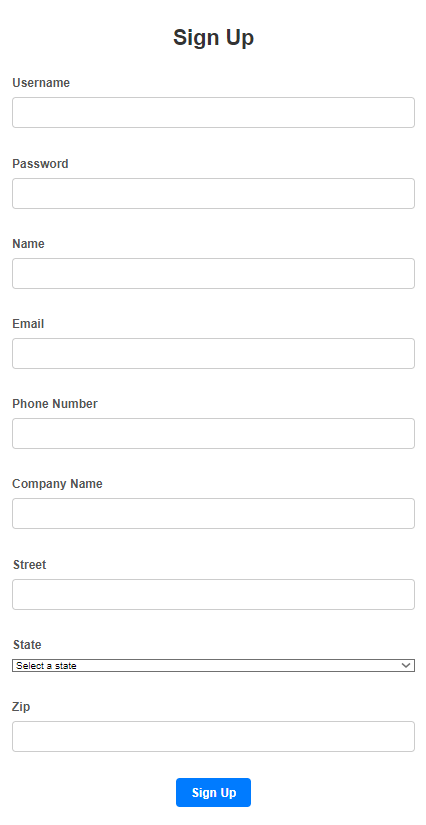 Sign Up
Username
Password
Name
Email
Phone Number
Company Name
Street
State
Select a state
Zip
Sign Up